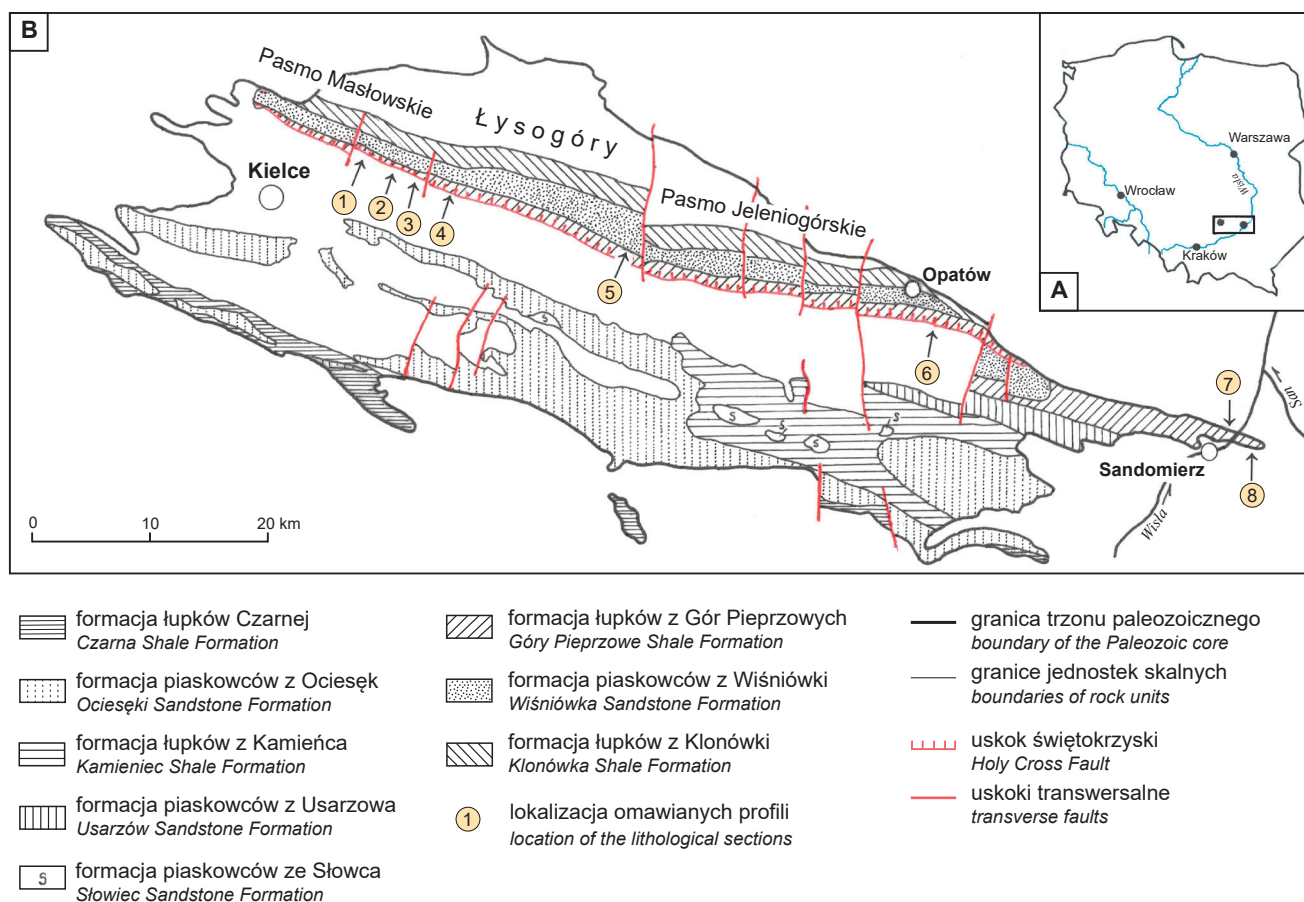 B
Pasmo Masłowskie
Łysogóry
Kielce
1
2
3
4
5
Pasmo Jeleniogórskie
Opatów
6
7
8
Sandomierz
San
Wisła
S
S
S
S
S
S
0 10 20 km
A
Warszawa
Wisła
Wrocław
Kraków
formacja łupków Czarnej
Czarna Shale Formation
formacja piaskowców z Ociesęk
Ociesęki Sandstone Formation
formacja łupków z Kamieńca
Kamieniec Shale Formation
formacja piaskowców z Usarzowa
Usarzów Sandstone Formation
S
formacja piaskowców ze Słowca
Słowiec Sandstone Formation
formacja łupków z Gór Pieprzowych
Góry Pieprzowe Shale Formation
formacja piaskowców z Wiśniówki
Wiśniówka Sandstone Formation
formacja łupków z Klonówki
Klonówka Shale Formation
1
lokalizacja omawianych profili
location of the lithological sections
granica trzonu paleozoicznego
boundary of the Paleozoic core
granice jednostek skalnych
boundaries of rock units
uskok świętokrzyski
Holy Cross Fault
uskoki transwersalne
transverse faults